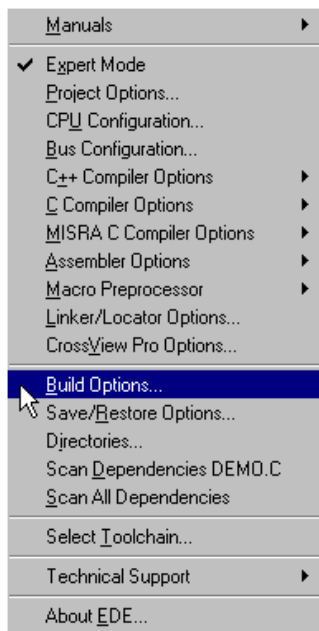 Manuals
Expert Mode
Project Options...
CPU Configuration...
Bus Configuration...
C++ Compiler Options
C Compiler Options
MISRA C Compiler Options
Assembler Options
Macro Preprocessor
Linker/Locator Options...
CrossView Pro Options...
Build Options...
Save/Restore Options...
Directories...
Scan Dependencies DEMO.C
Scan All Dependencies
Select Toolchain...
Technical Support
About EDE...